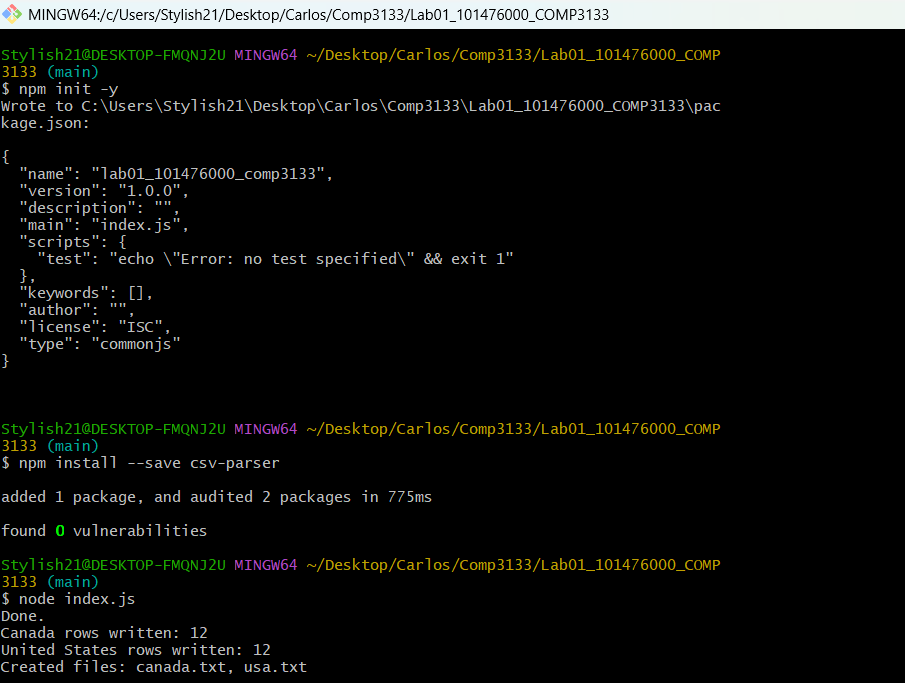 MINGW64:/c/Users/Stylish21/Desktop/Carlos/Comp3133/Lab01_101476000_COMP3133
Stylish21@DESKTOP-FMQNJ2U MINGW64 ~/Desktop/Carlos/Comp3133/Lab01_101476000_COMP
3133 (main)
$ npm init -y
Wrote to C:\Users\Stylish21\Desktop\Carlos\Comp3133\Lab01_101476000_COMP3133\pac
kage.json:
{
  "name": "lab01_101476000_comp3133",
  "version": "1.0.0",
  "description": "",
  "main": "index.js",
  "scripts": {
    "test": "echo \"Error: no test specified\" && exit 1"
  },
  "keywords": [],
  "author": "",
  "license": "ISC",
  "type": "commonjs"
}
Stylish21@DESKTOP-FMQNJ2U MINGW64 ~/Desktop/Carlos/Comp3133/Lab01_101476000_COMP
3133 (main)
$ npm install --save csv-parser
added 1 package, and audited 2 packages in 775ms
found 0 vulnerabilities
Stylish21@DESKTOP-FMQNJ2U MINGW64 ~/Desktop/Carlos/Comp3133/Lab01_101476000_COMP
3133 (main)
$ node index.js
Done.
Canada rows written: 12
United States rows written: 12
Created files: canada.txt, usa.txt